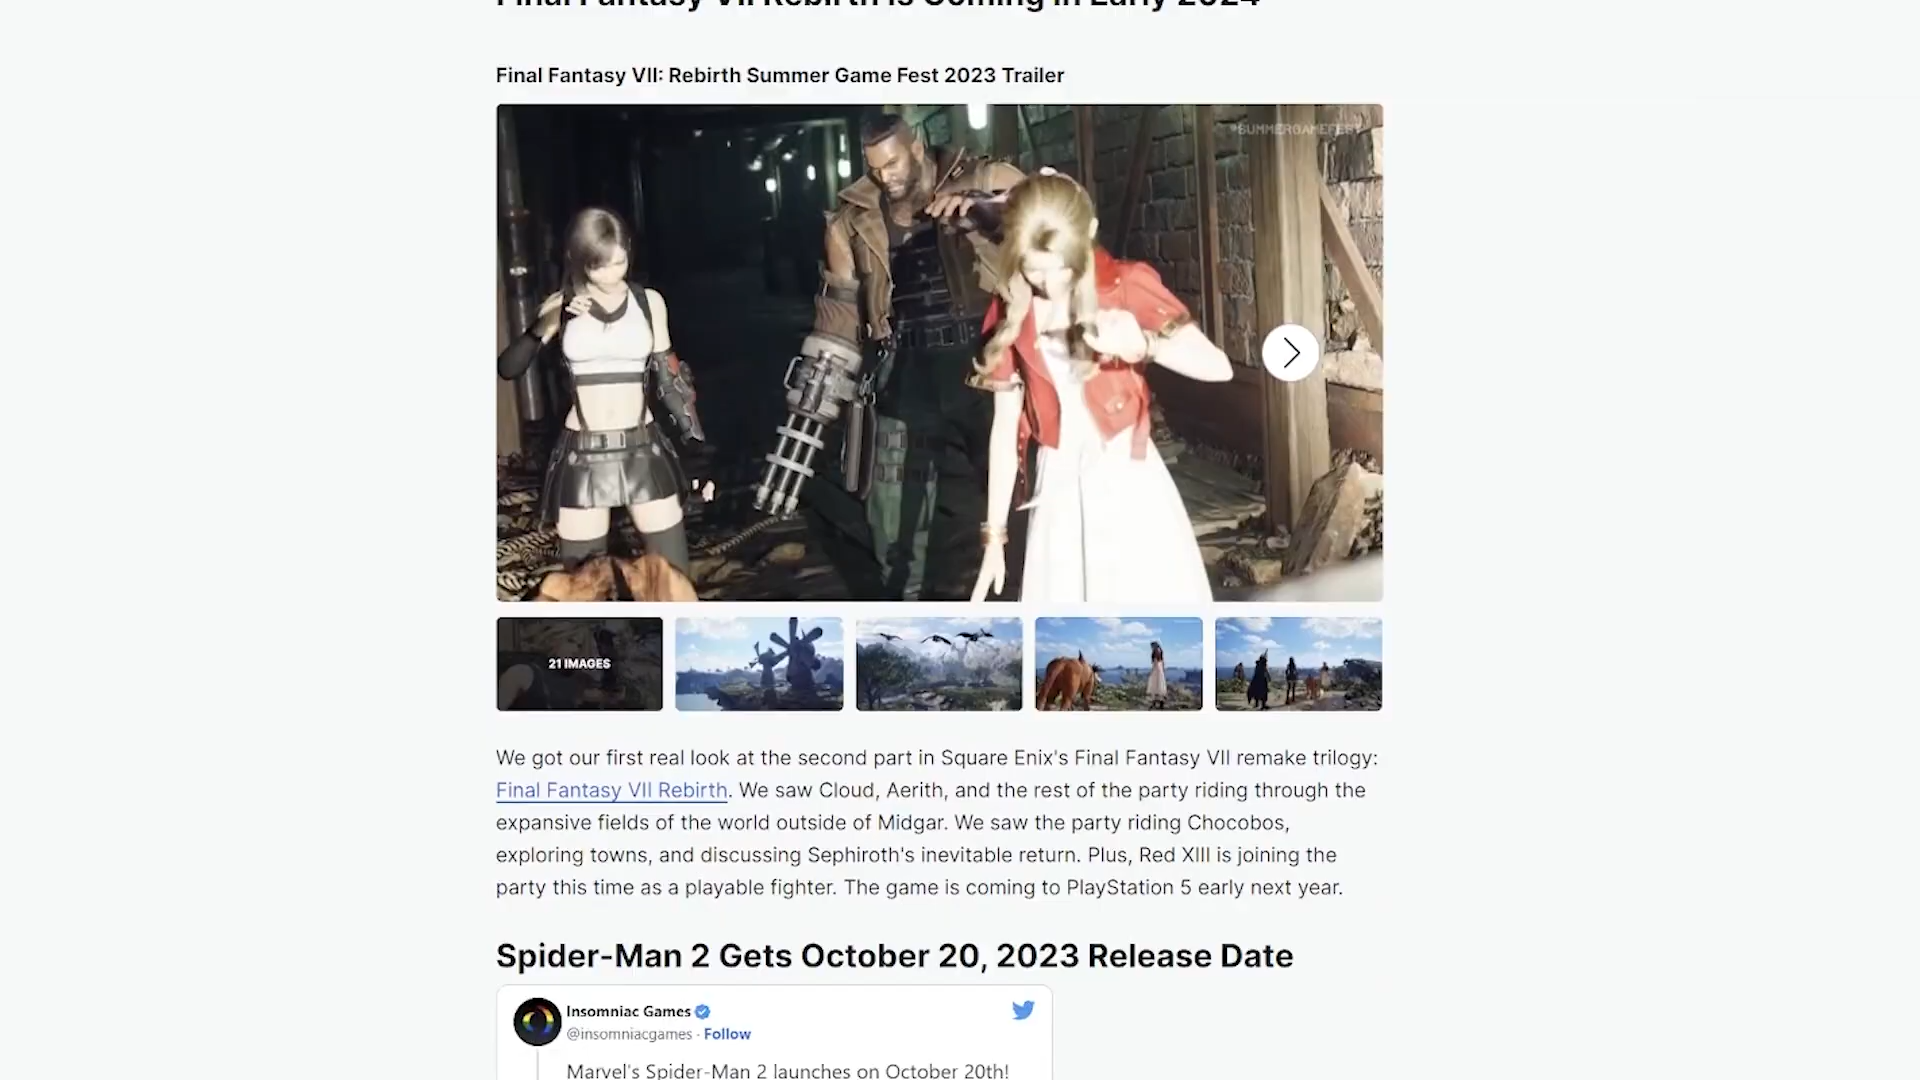 Final Fantasy VII Rebirth is Coming in Early 2024
Final Fantasy VII: Rebirth Summer Game Fest 2023 Trailer
#SUMMERGAMEFEST
21 IMAGES
We got our first real look at the second part in Square Enix's Final Fantasy VII remake trilogy:
Final Fantasy VII Rebirth. We saw Cloud, Aerith, and the rest of the party riding through the
expansive fields of the world outside of Midgar. We saw the party riding Chocobos,
exploring towns, and discussing Sephiroth's inevitable return. Plus, Red XIII is joining the
party this time as a playable fighter. The game is coming to PlayStation 5 early next year.
Spider-Man 2 Gets October 20, 2023 Release Date
Insomniac Games
@insomniacgames · Follow
Marvel's Spider-Man 2 launches on October 20th!